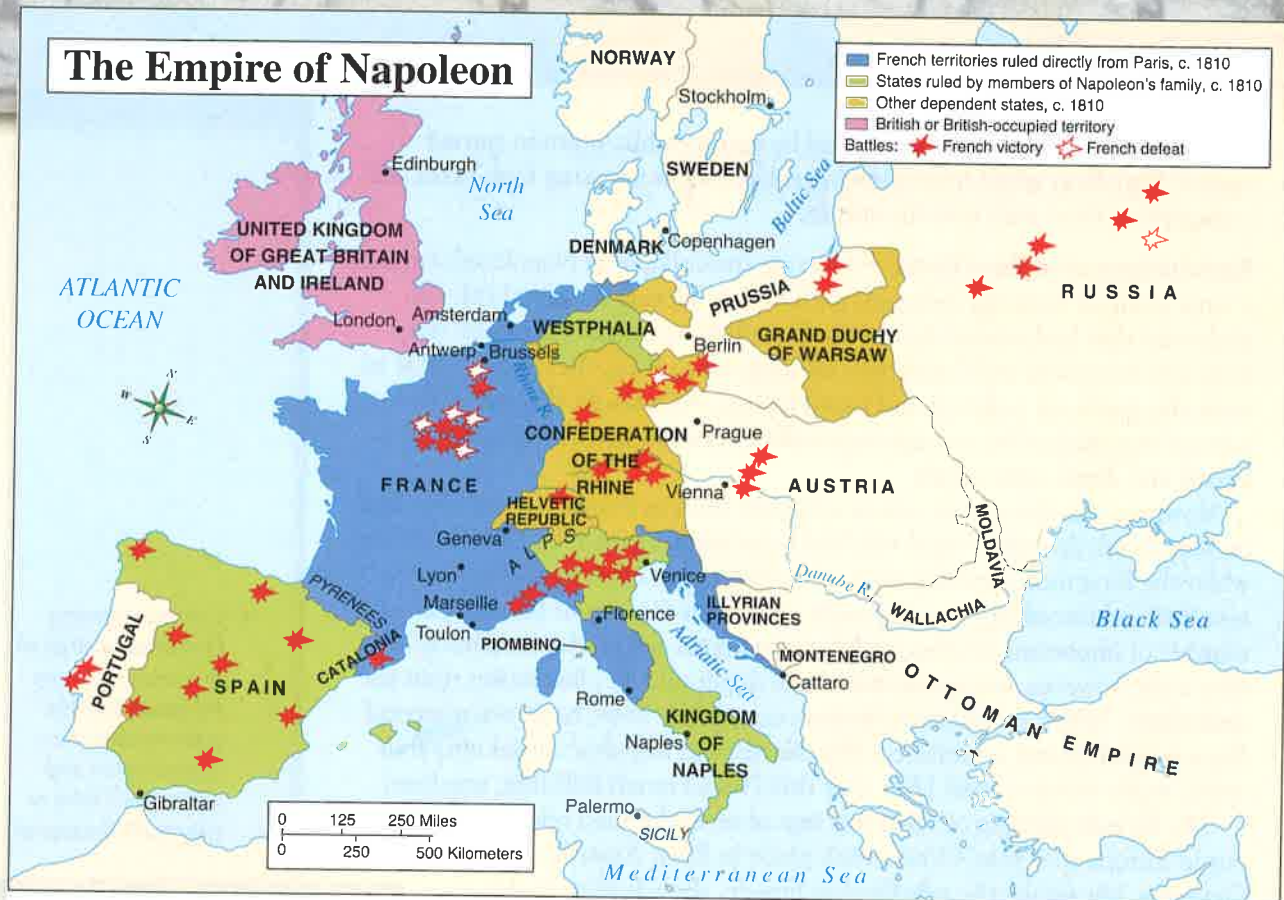 The Empire of Napoleon
French territories ruled directly from Paris, c. 1810
States ruled by members of Napoleon's family, c. 1810
Other dependent states, c. 1810
British or British-occupied territory
Battles: French victory French defeat
NORWAY
Stockholm
SWEDEN
Edinburgh
North
Sea
Baltic Sea
DENMARK
Copenhagen
UNITED KINGDOM
OF GREAT BRITAIN
AND IRELAND
ATLANTIC
OCEAN
London
Amsterdam
Antwerp
Brussels
WESTPHALIA
PRUSSIA
Berlin
GRAND DUCHY
OF WARSAW
RUSSIA
N
W
E
S
Rhine R.
CONFEDERATION
OF THE
RHINE
Prague
FRANCE
Vienna
AUSTRIA
HELVETIC
REPUBLIC
Geneva
ALPS
MOLDAVIA
Lyon
Venice
Danube R.
WALLACHIA
Black Sea
PYRENEES
Marseille
Toulon
Florence
ILLYRIAN
PROVINCES
PIOMBINO
CATALONIA
Adriatic Sea
MONTENEGRO
Cattaro
OTTOMAN EMPIRE
PORTUGAL
SPAIN
Rome
KINGDOM
OF
NAPLES
Naples
Gibraltar
0 125 250 Miles
0 250 500 Kilometers
Palermo
SICILY
Mediterranean Sea